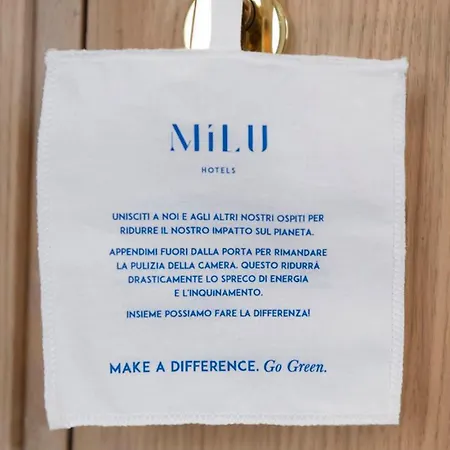 MiLU
HOTELS
UNISCITI A NOI E AGLI ALTRI NOSTRI OSPITI PER
RIDURRE IL NOSTRO IMPATTO SUL PIANETA.
APPENDIMI FUORI DALLA PORTA PER RIMANDARE
LA PULIZIA DELLA CAMERA. QUESTO RIDURRÀ
DRASTICAMENTE LO SPRECO DI ENERGIA
E L'INQUINAMENTO.
INSIEME POSSIAMO FARE LA DIFFERENZA!
MAKE A DIFFERENCE. Go Green.